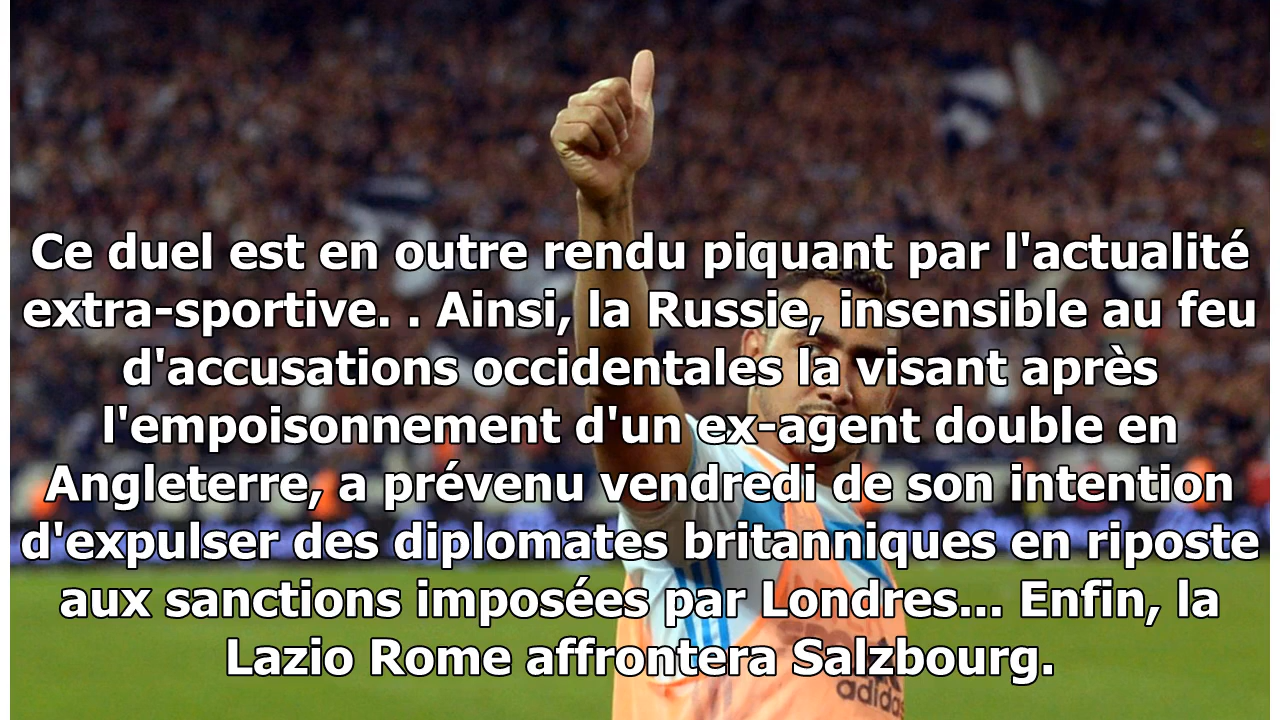 Ce duel est en outre rendu piquant par l'actualité
extra-sportive. . Ainsi, la Russie, insensible au feu
d'accusations occidentales la visant après
l'empoisonnement d'un ex-agent double en
Angleterre, a prévenu vendredi de son intention
d'expulser des diplomates britanniques en riposte
aux sanctions imposées par Londres... Enfin, la
Lazio Rome affrontera Salzbourg.
adidas